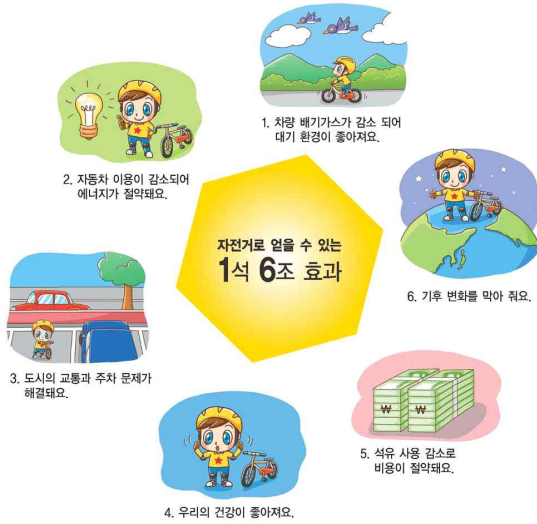 자전거로 얻을 수 있는
1석 6조 효과
1. 차량 배기가스가 감소 되어
대기 환경이 좋아져요.
2. 자동차 이용이 감소되어
에너지가 절약돼요.
3. 도시의 교통과 주차 문제가
해결돼요.
4. 우리의 건강이 좋아져요.
5. 석유 사용 감소로
비용이 절약돼요.
₩ ₩
6. 기후 변화를 막아 줘요.